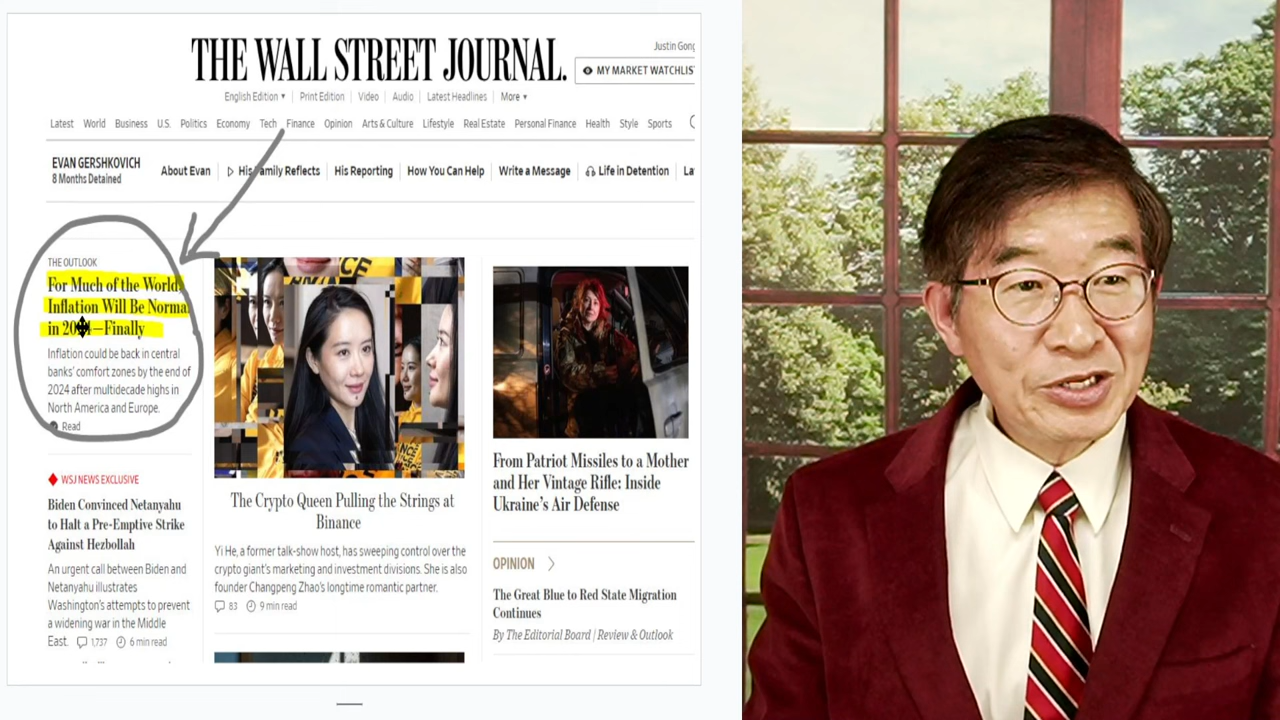 THE WALL STREET JOURNAL.
Justin Gong
MY MARKET WATCHLIS
English Edition Print Edition Video Audio Latest Headlines More
Latest World Business U.S. Politics Economy Tech Finance Opinion Arts & Culture Lifestyle Real Estate Personal Finance Health Style Sports
EVAN GERSHKOVICH
8 Months Detained
About Evan His Family Reflects His Reporting How You Can Help Write a Message Life in Detention La
THE OUTLOOK
For Much of the World,
Inflation Will Be Norma
in 2024—Finally
Inflation could be back in central
banks' comfort zones by the end of
2024 after multidecade highs in
North America and Europe.
Read
WSJ NEWS EXCLUSIVE
Biden Convinced Netanyahu
to Halt a Pre-Emptive Strike
Against Hezbollah
An urgent call between Biden and
Netanyahu illustrates
Washington's attempts to prevent
a widening war in the Middle
East. 1,737 6 min read
The Crypto Queen Pulling the Strings at
Binance
Yi He, a former talk-show host, has sweeping control over the
crypto giant's marketing and investment divisions. She is also
founder Changpeng Zhao's longtime romantic partner.
83 9 min read
From Patriot Missiles to a Mother
and Her Vintage Rifle: Inside
Ukraine's Air Defense
OPINION
The Great Blue to Red State Migration
Continues
By The Editorial Board | Review & Outlook